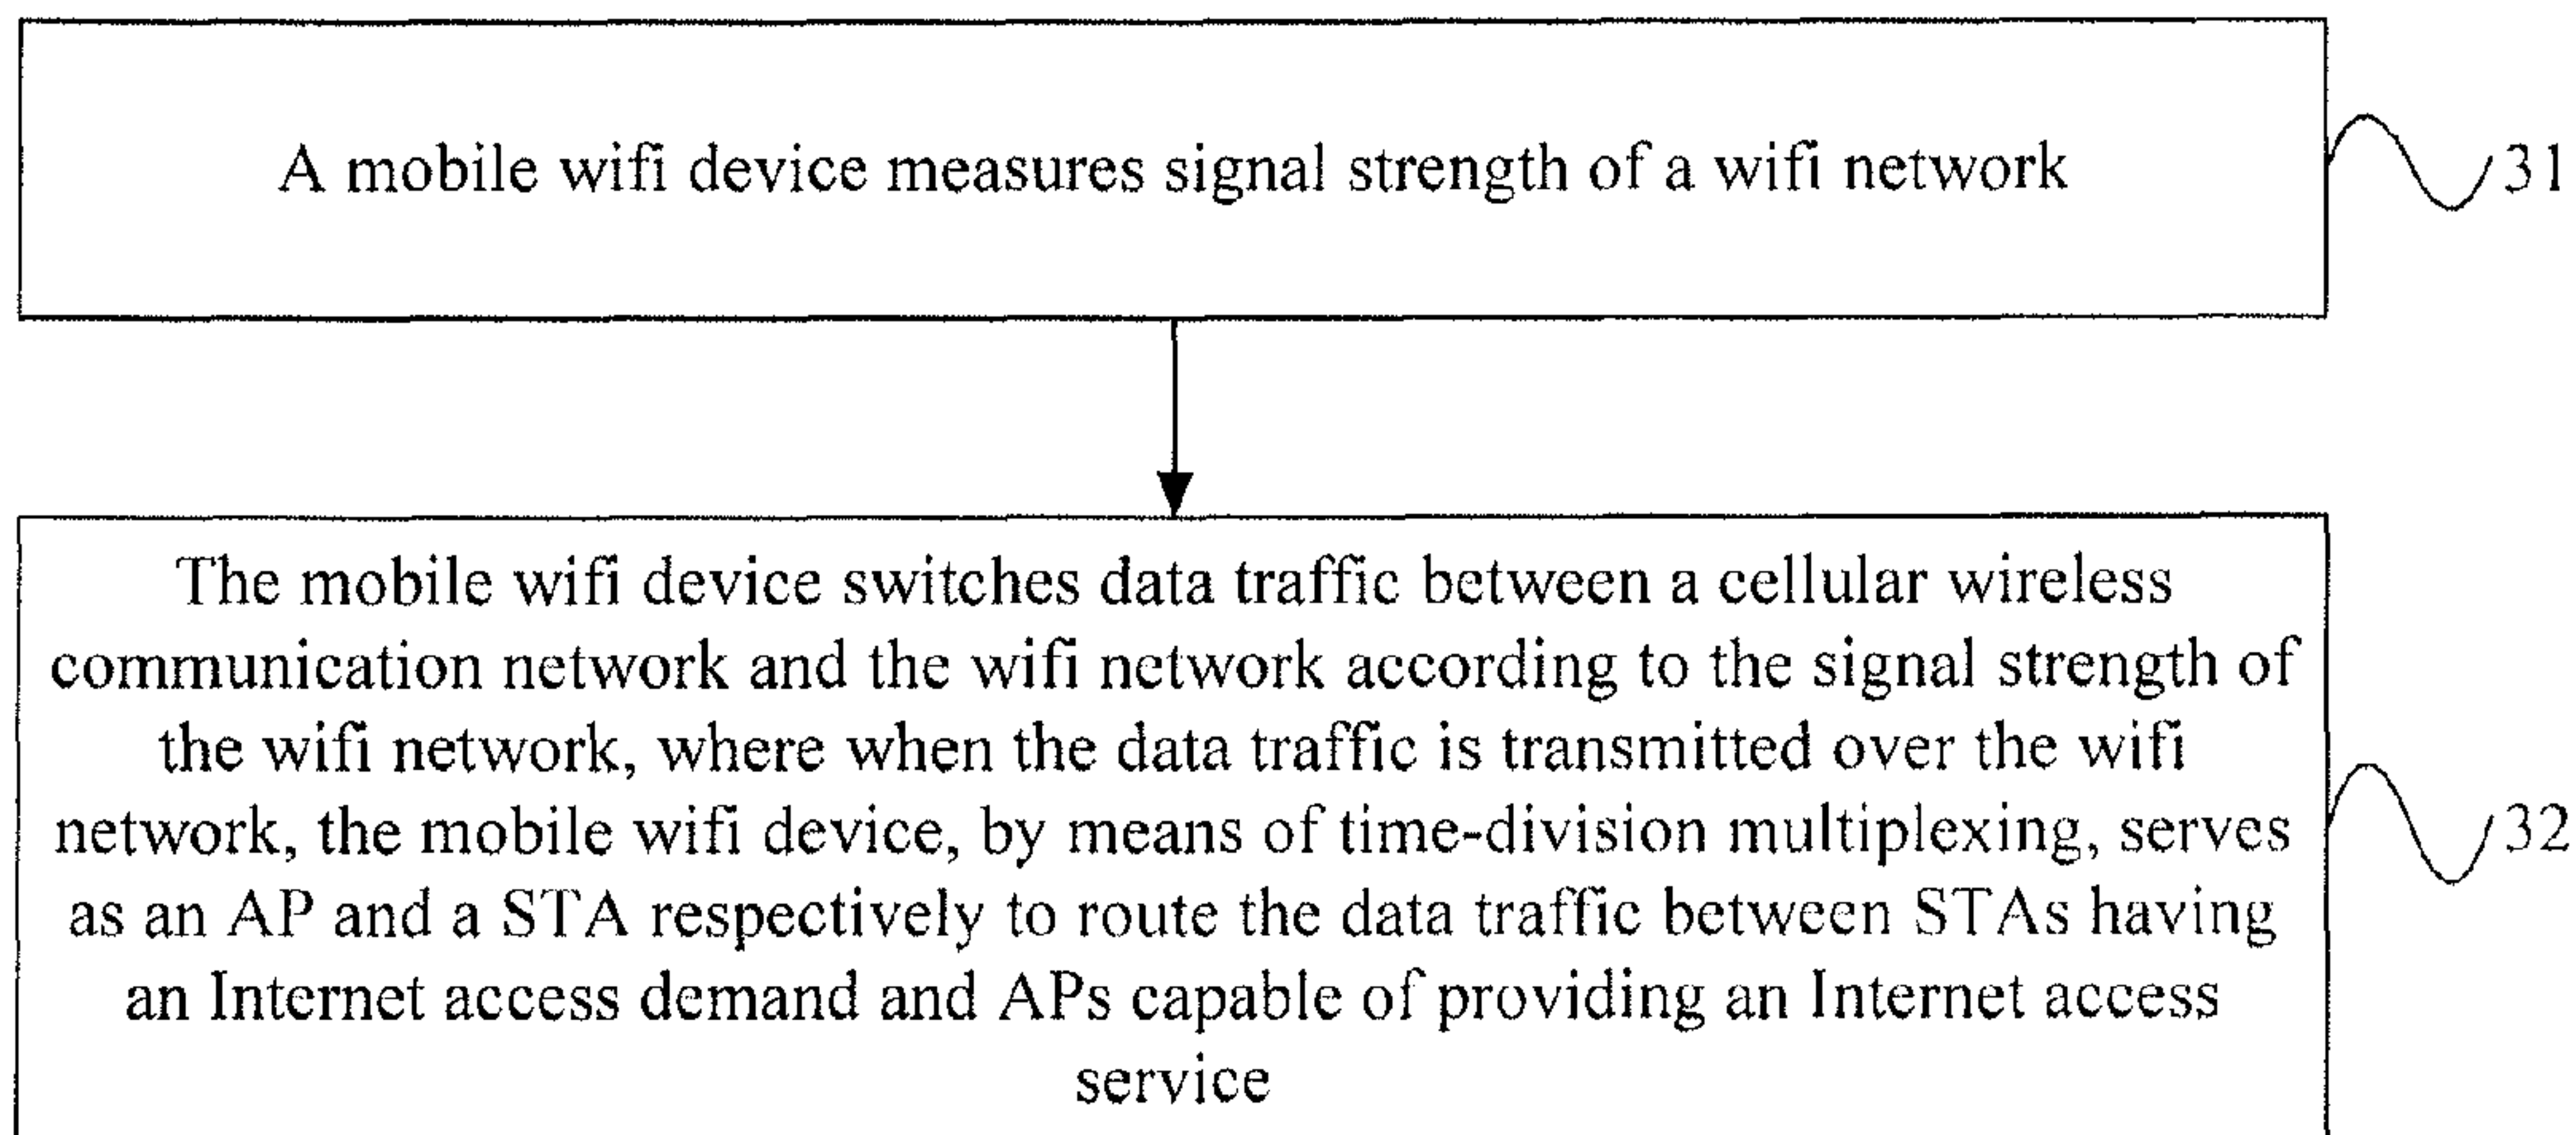 A mobile wifi device measures signal strength of a wifi network
31
The mobile wifi device switches data traffic between a cellular wireless
communication network and the wifi network according to the signal strength of
the wifi network, where when the data traffic is transmitted over the wifi
network, the mobile wifi device, by means of time-division multiplexing, serves
32
as an AP and a STA respectively to route the data traffic between STAs having
an Internet access demand and APs capable of providing an Internet access
service